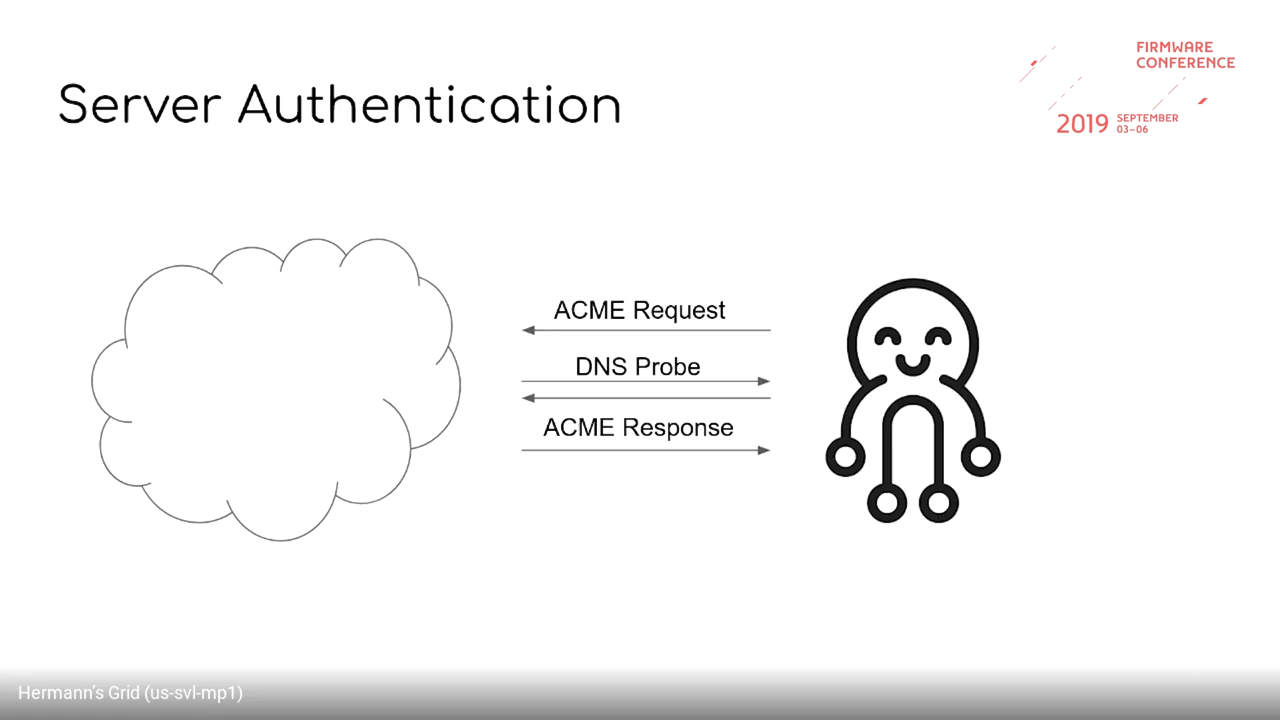 FIRMWARE
CONFERENCE
Server Authentication
2019 SEPTEMBER
03–06
ACME Request
DNS Probe
ACME Response
Hermann's Grid (us-svl-mp1)